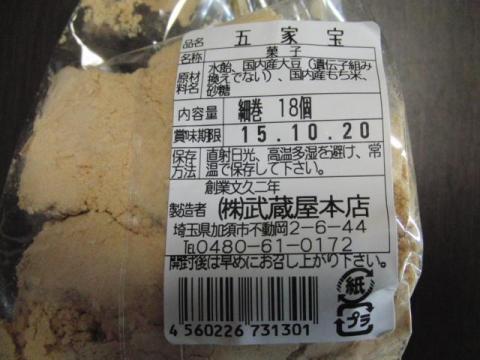 品名 五家宝
名称 菓子
原材料名 水飴、国内産大豆（遺伝子組み
換えでない）、国内産もち米、
砂糖
内容量 細巻 18個
賞味期限 15.10.20
保存方法 直射日光、高温多湿を避け、常
温で保存して下さい。
創業文久二年
製造者 ㈱武蔵屋本店
埼玉県加須市不動岡2-6-44
℡0480-61-0172
開封後は早めにお召し上がり下さい。
紙
プラ
4560226731301